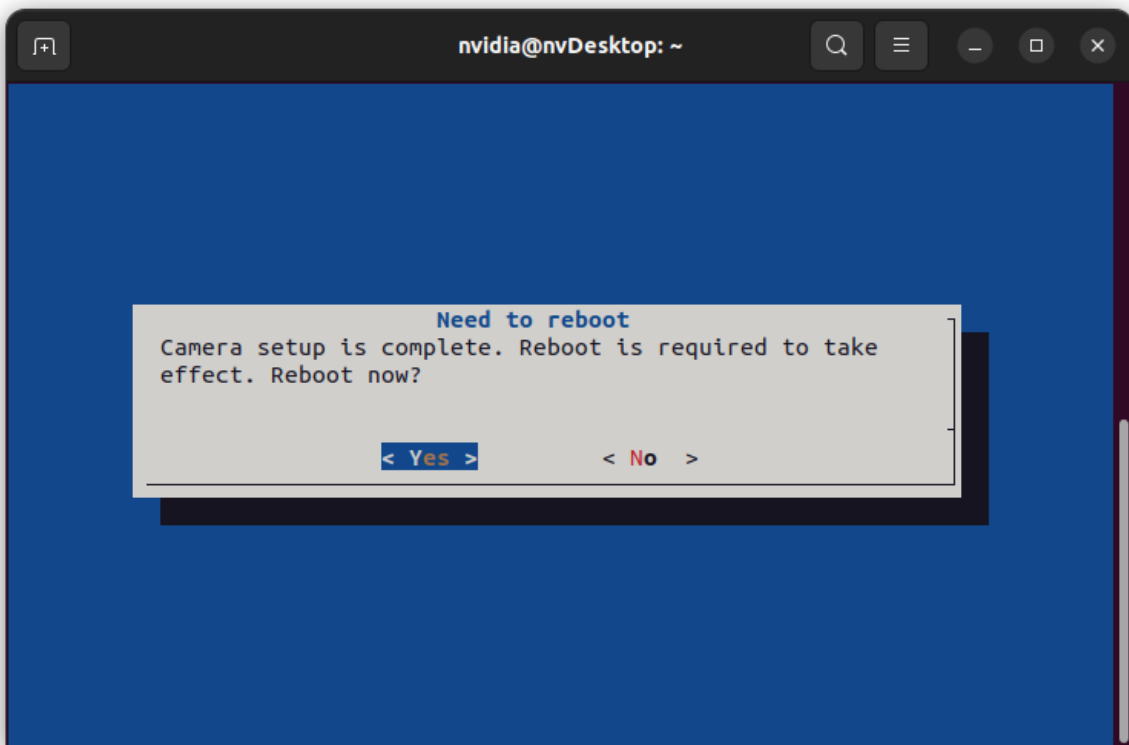 nvidia@nvDesktop: ~
Need to reboot
Camera setup is complete. Reboot is required to take
effect. Reboot now?
< Yes > < No >